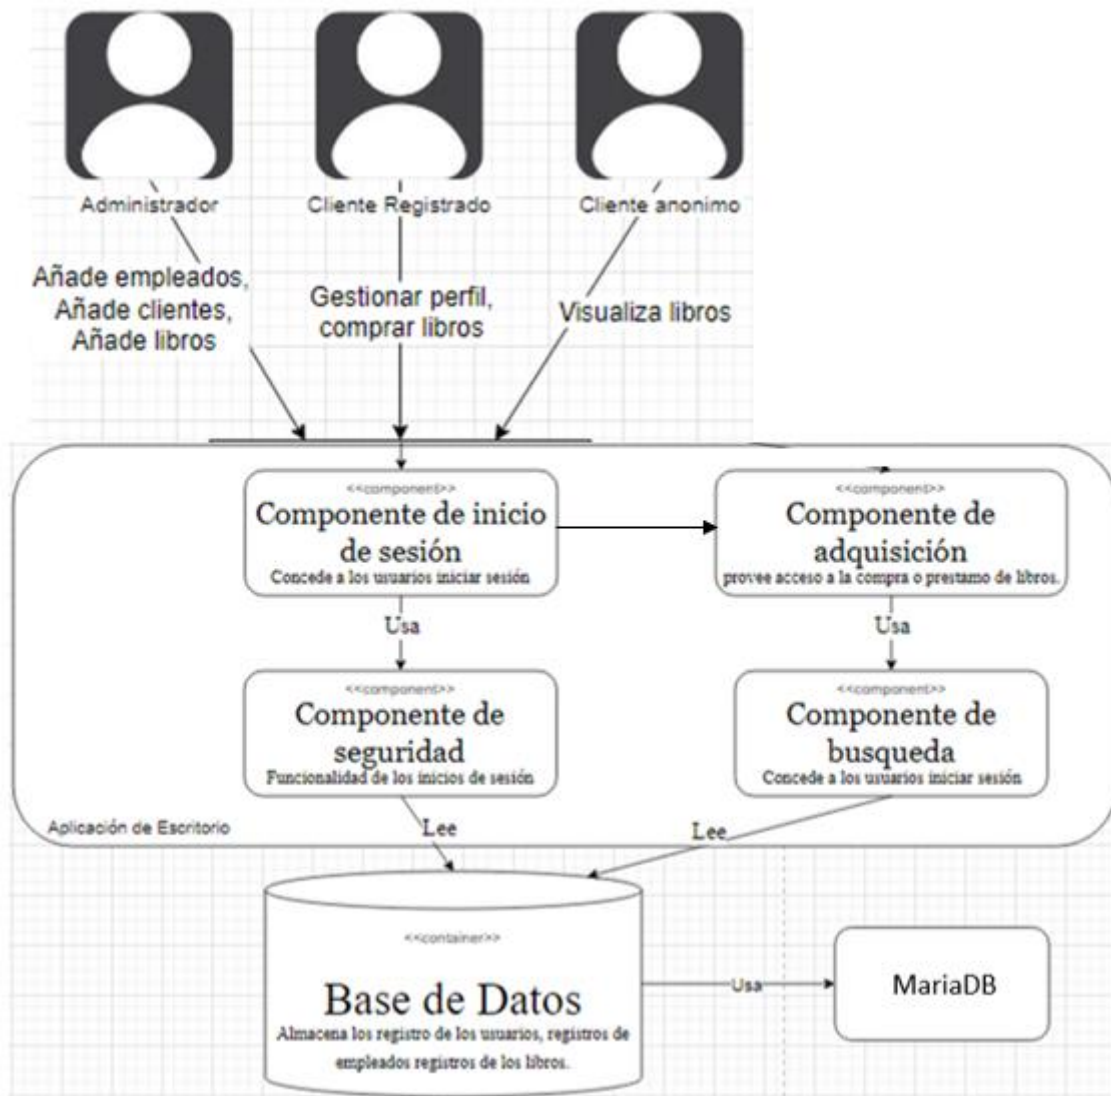 Administrador
Cliente Registrado
Cliente anonimo
Añade empleados,
Añade clientes,
Añade libros
Gestionar perfil,
comprar libros
Visualiza libros
<<component>>
Componente de inicio
de sesión
Concede a los usuarios iniciar sesión
<<component>>
Componente de
adquisición
provee acceso a la compra o prestamo de libros.
Usa
Usa
<<component>>
Componente de
seguridad
Funcionalidad de los inicios de sesión
<<component>>
Componente de
busqueda
Concede a los usuarios iniciar sesión
Aplicación de Escritorio
Lee
Lee
<<container>>
Base de Datos
Almacena los registro de los usuarios, registros de
empleados registros de los libros.
Usa
MariaDB